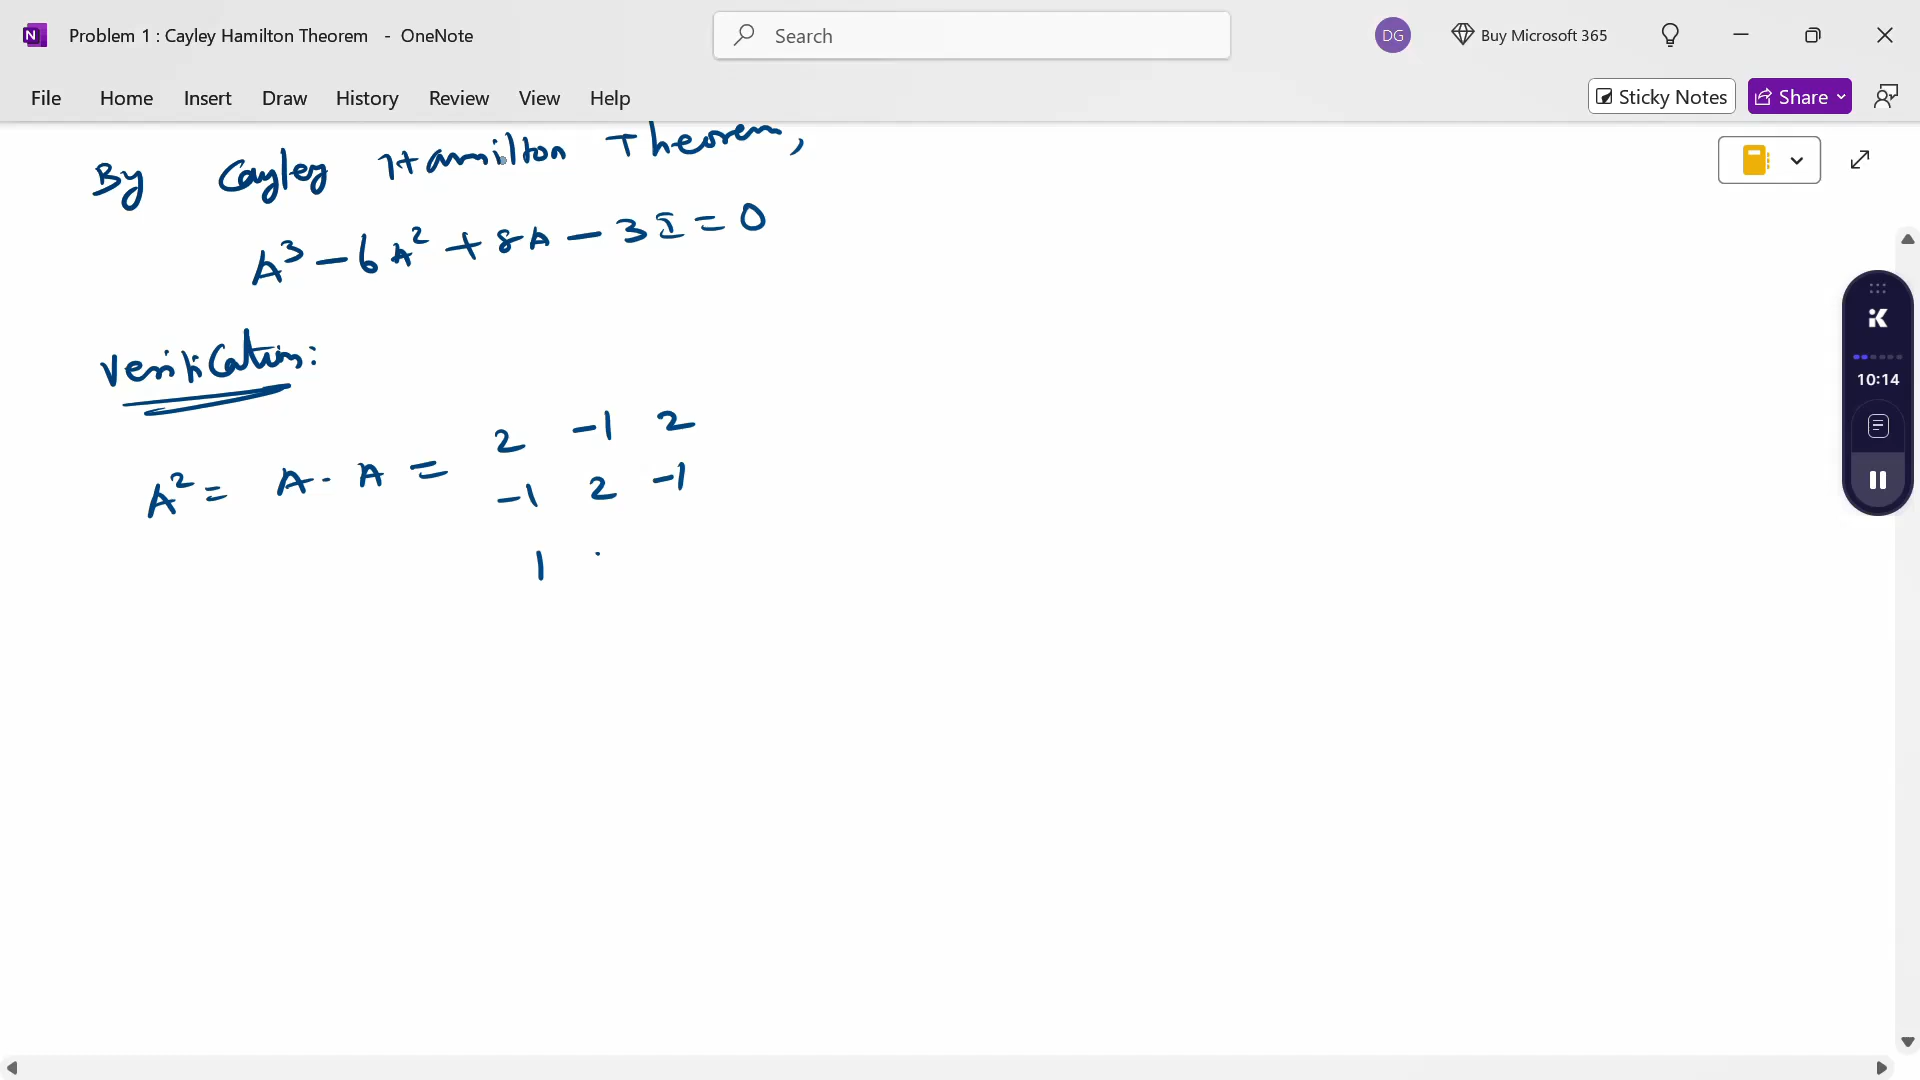 Problem 1 : Cayley Hamilton Theorem - OneNote
Search
DG
Buy Microsoft 365
File Home Insert Draw History Review View Help
Sticky Notes
Share
By Cayley Hamilton Theorem,
A³ - 6A² + 8A - 3I = 0
Verification:
10:14
2 -1 2
A² = A · A = -1 2 -1
1